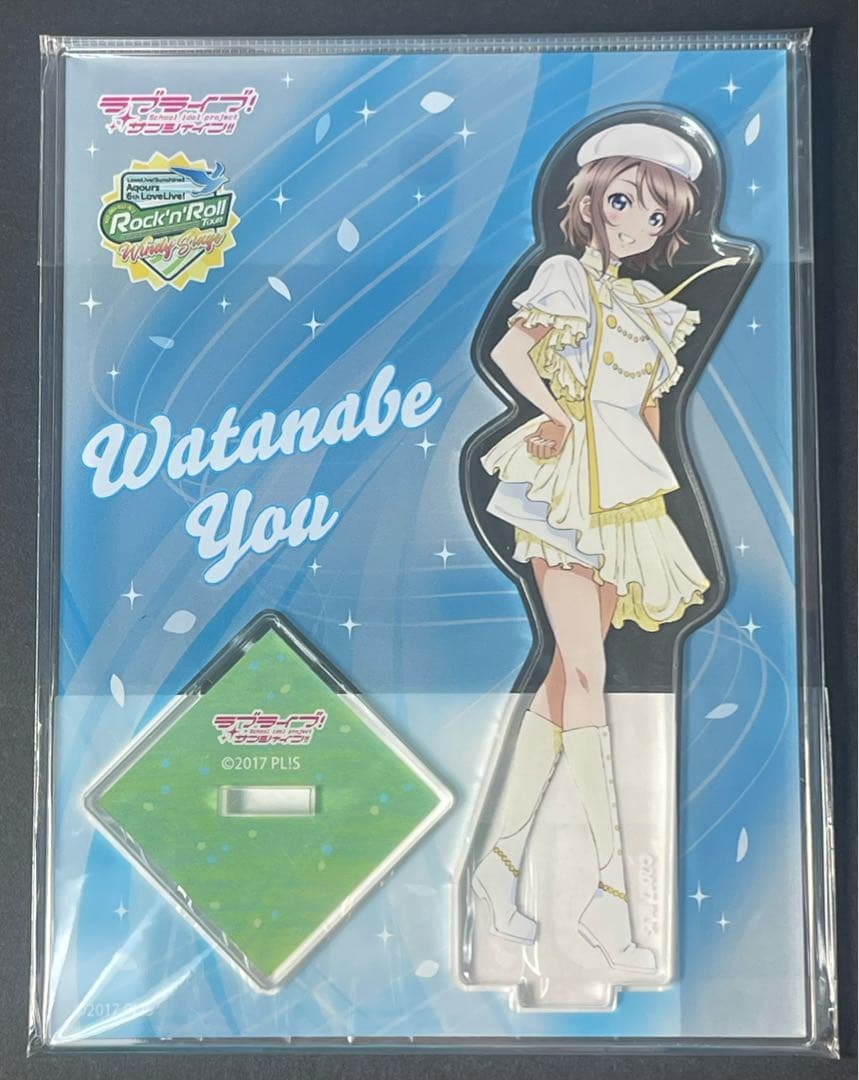 ラブライブ!
School idol project
サンシャイン!!
LoveLive!Sunshine!!
Aqours
6th LoveLive!
Rock'n'Roll
Tour
Windy Stage
Watanabe
You
ラブライブ!
School idol project
サンシャイン!!
©2017 PL!S